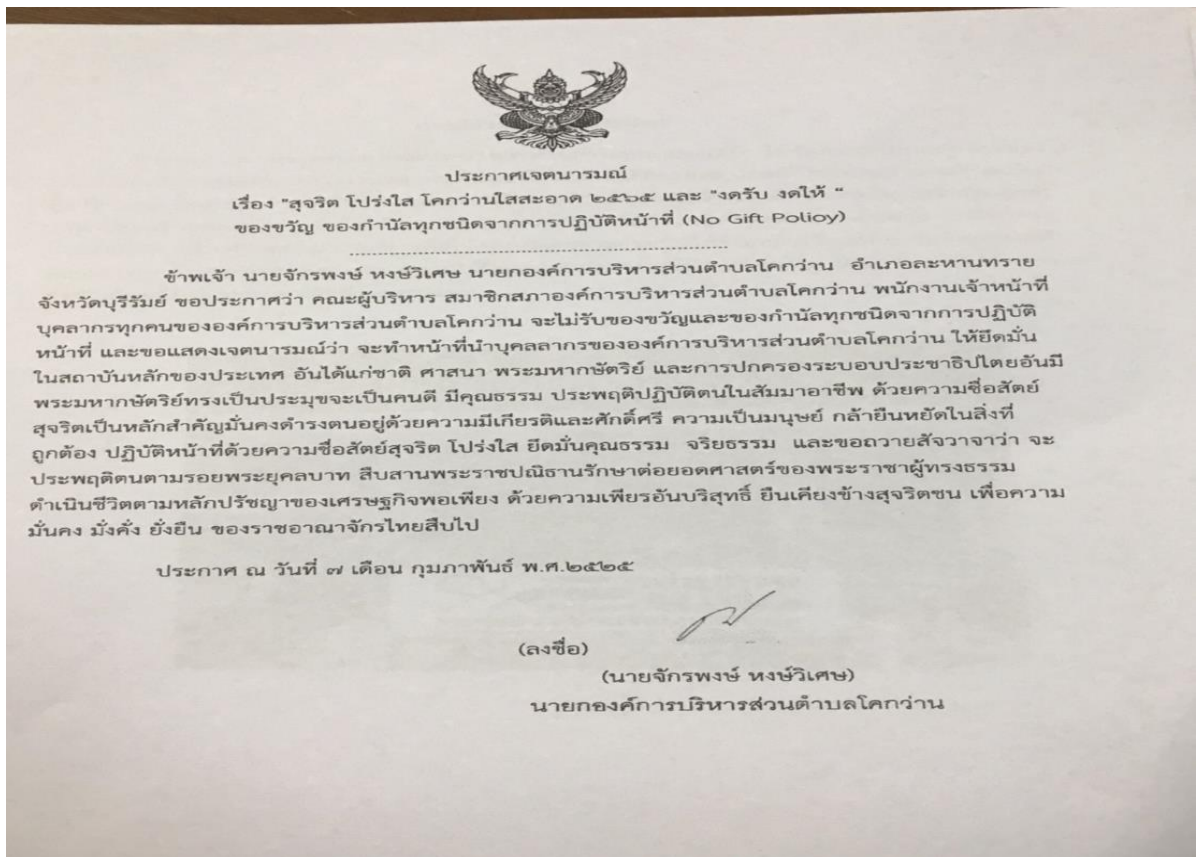 ประกาศเจตนารมณ์
เรื่อง "สุจริต โปร่งใส โคกว่านใสสะอาด ๒๕๖๕ และ "งดรับ งดให้ "
ของขวัญ ของกำนัลทุกชนิดจากการปฏิบัติหน้าที่ (No Gift Polioy)
ข้าพเจ้า นายจักรพงษ์ หงษ์วิเศษ นายกองค์การบริหารส่วนตำบลโคกว่าน อำเภอละหานทราย
จังหวัดบุรีรัมย์ ขอประกาศว่า คณะผู้บริหาร สมาชิกสภาองค์การบริหารส่วนตำบลโคกว่าน พนักงานเจ้าหน้าที่
บุคลากรทุกคนขององค์การบริหารส่วนตำบลโคกว่าน จะไม่รับของขวัญและของกำนัลทุกชนิดจากการปฏิบัติ
หน้าที่ และขอแสดงเจตนารมณ์ว่า จะทำหน้าที่นำบุคลลากรขององค์การบริหารส่วนตำบลโคกว่าน ให้ยึดมั่น
ในสถาบันหลักของประเทศ อันได้แก่ชาติ ศาสนา พระมหากษัตริย์ และการปกครองระบอบประชาธิปไตยอันมี
พระมหากษัตริย์ทรงเป็นประมุขจะเป็นคนดี มีคุณธรรม ประพฤติปฏิบัติตนในสัมมาอาชีพ ด้วยความซื่อสัตย์
สุจริตเป็นหลักสำคัญมั่นคงดำรงตนอยู่ด้วยความมีเกียรติและศักดิ์ศรี ความเป็นมนุษย์ กล้ายืนหยัดในสิ่งที่
ถูกต้อง ปฏิบัติหน้าที่ด้วยความซื่อสัตย์สุจริต โปร่งใส ยึดมั่นคุณธรรม จริยธรรม และขอถวายสัจวาจาว่า จะ
ประพฤติตนตามรอยพระยุคลบาท สืบสานพระราชปณิธานรักษาต่อยอดศาสตร์ของพระราชาผู้ทรงธรรม
ดำเนินชีวิตตามหลักปรัชญาของเศรษฐกิจพอเพียง ด้วยความเพียรอันบริสุทธิ์ ยืนเคียงข้างสุจริตชน เพื่อความ
มั่นคง มั่งคั่ง ยั่งยืน ของราชอาณาจักรไทยสืบไป
ประกาศ ณ วันที่ ๗ เดือน กุมภาพันธ์ พ.ศ.๒๕๒๕
(ลงชื่อ)
(นายจักรพงษ์ หงษ์วิเศษ)
นายกองค์การบริหารส่วนตำบลโคกว่าน